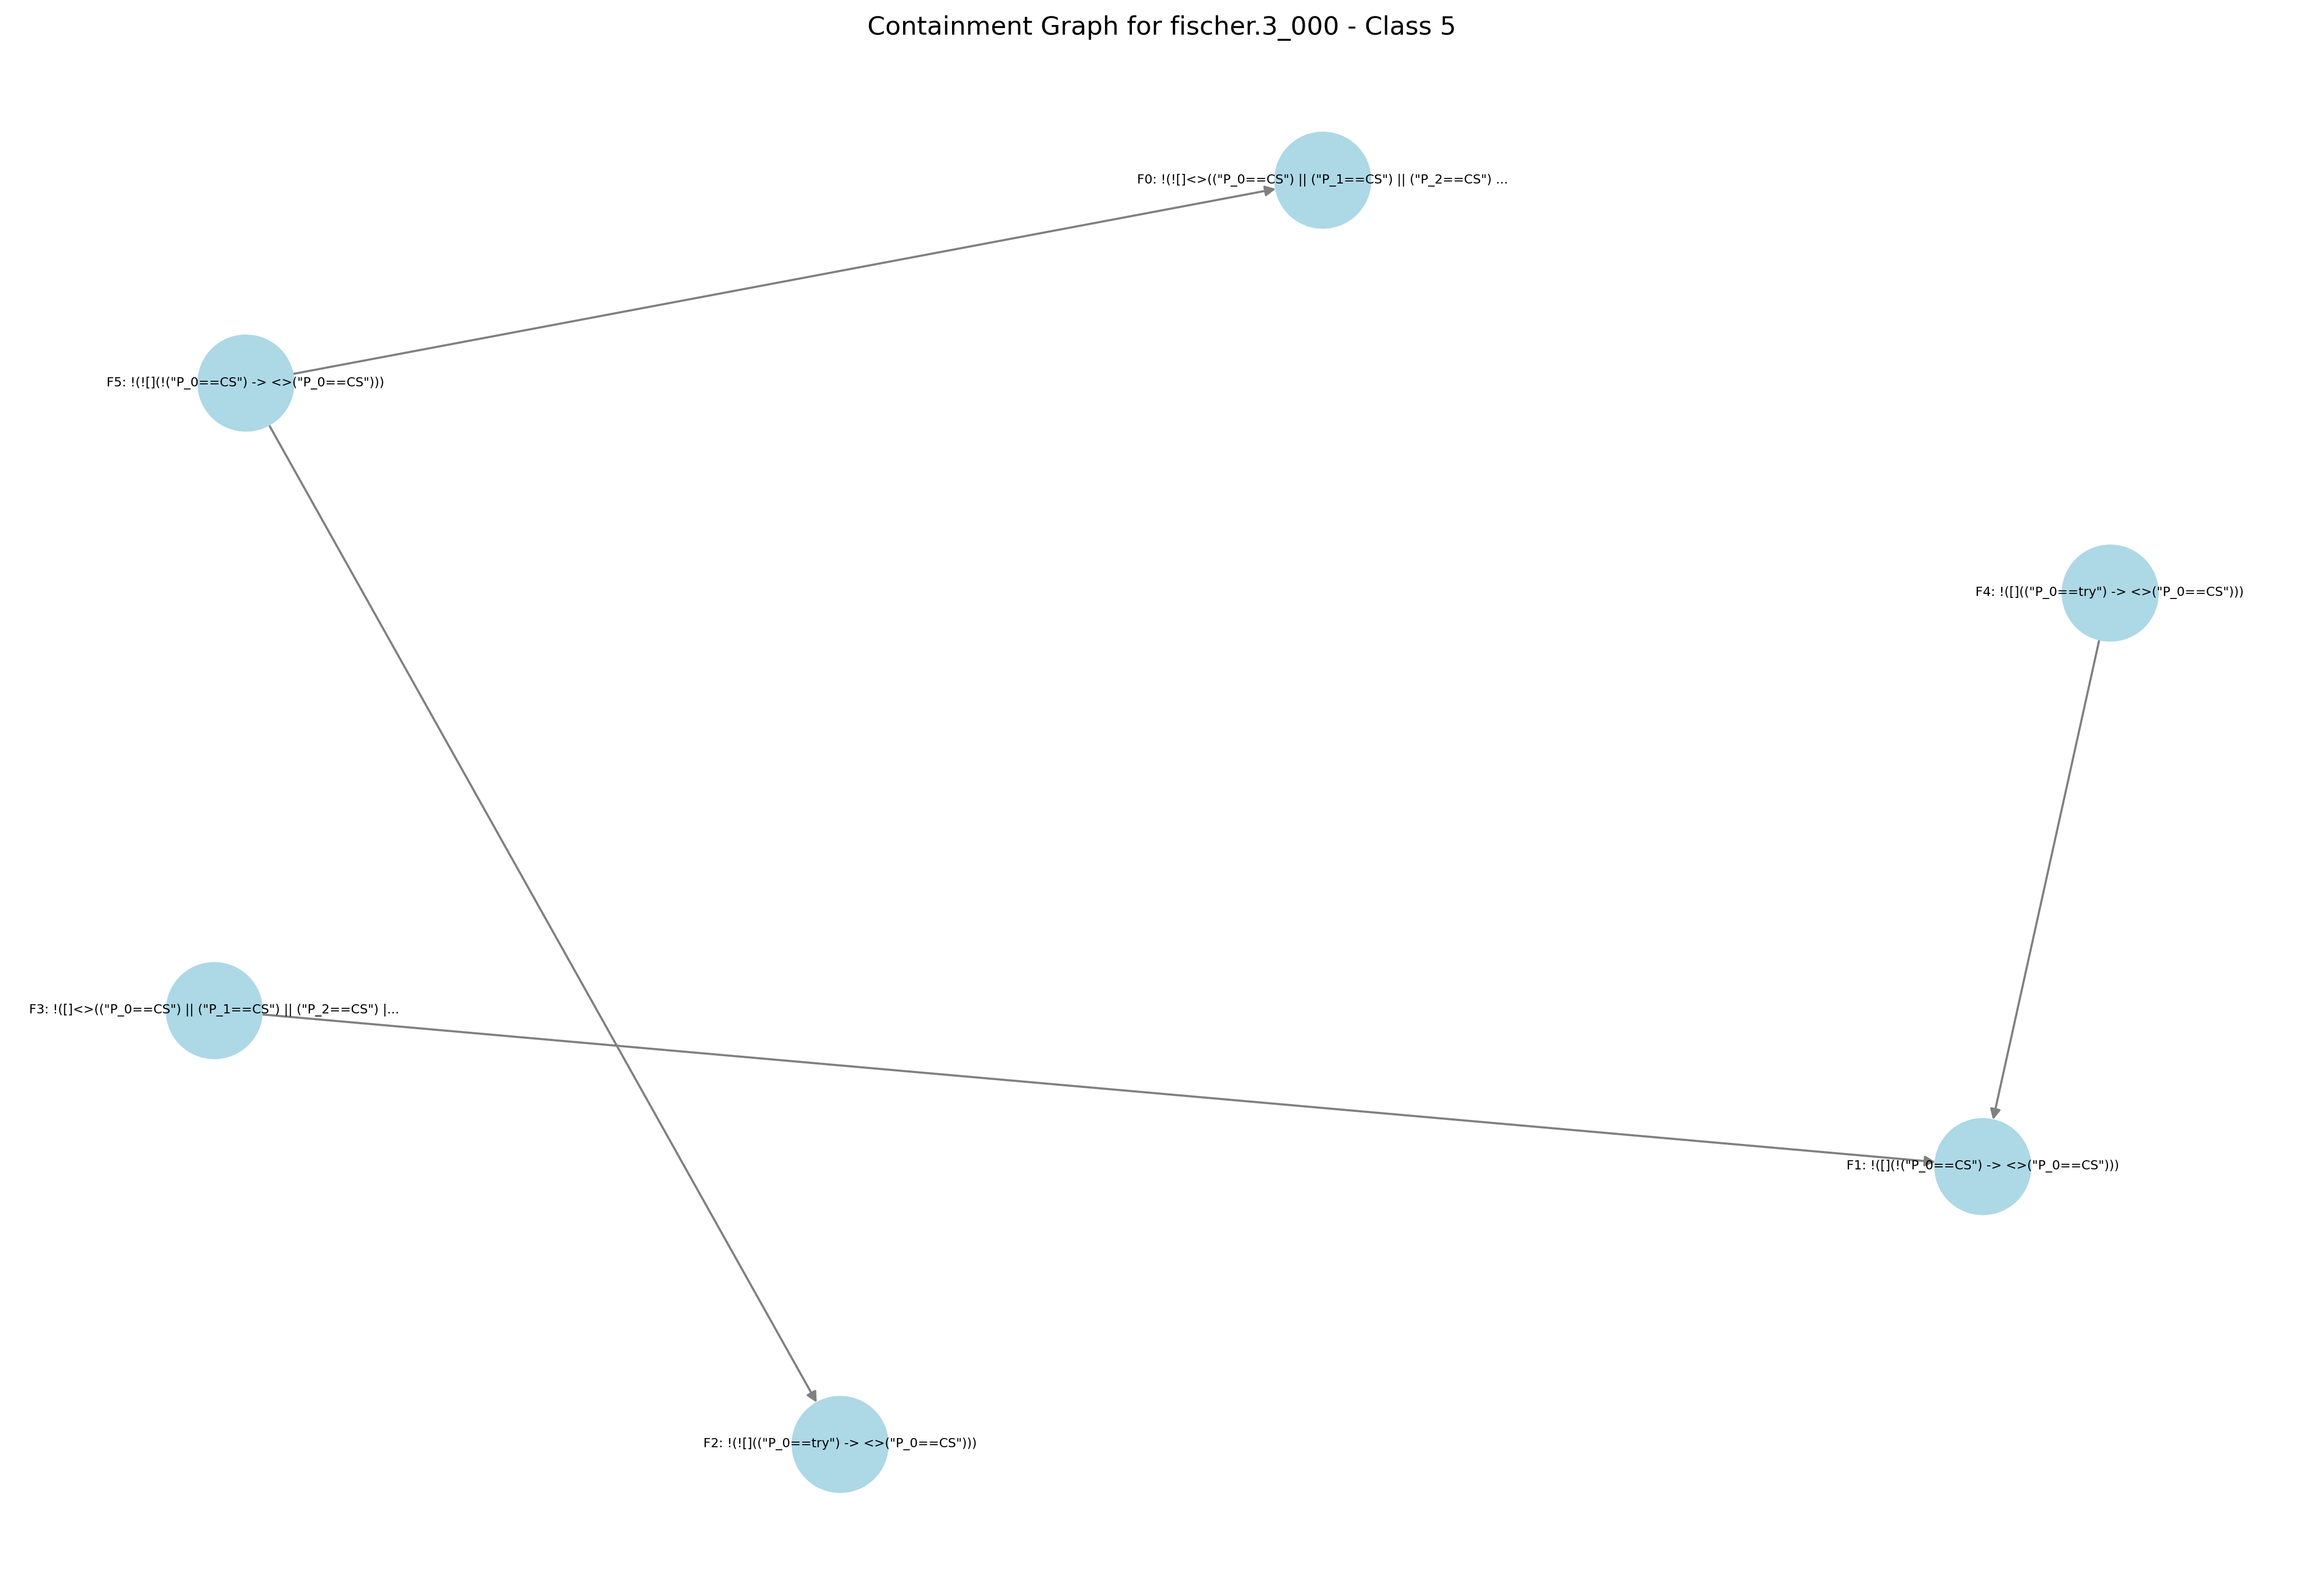 Containment Graph for fischer.3_000 - Class 5
F0: !(![]<>(("P_0==CS") || ("P_1==CS") || ("P_2==CS") ...
F5: !(![](!("P_0==CS") -> <>("P_0==CS")))
F4: !([](("P_0==try") -> <>("P_0==CS")))
F3: !([]<>(("P_0==CS") || ("P_1==CS") || ("P_2==CS") |...
F1: !([](!("P_0==CS") -> <>("P_0==CS")))
F2: !(![](("P_0==try") -> <>("P_0==CS")))